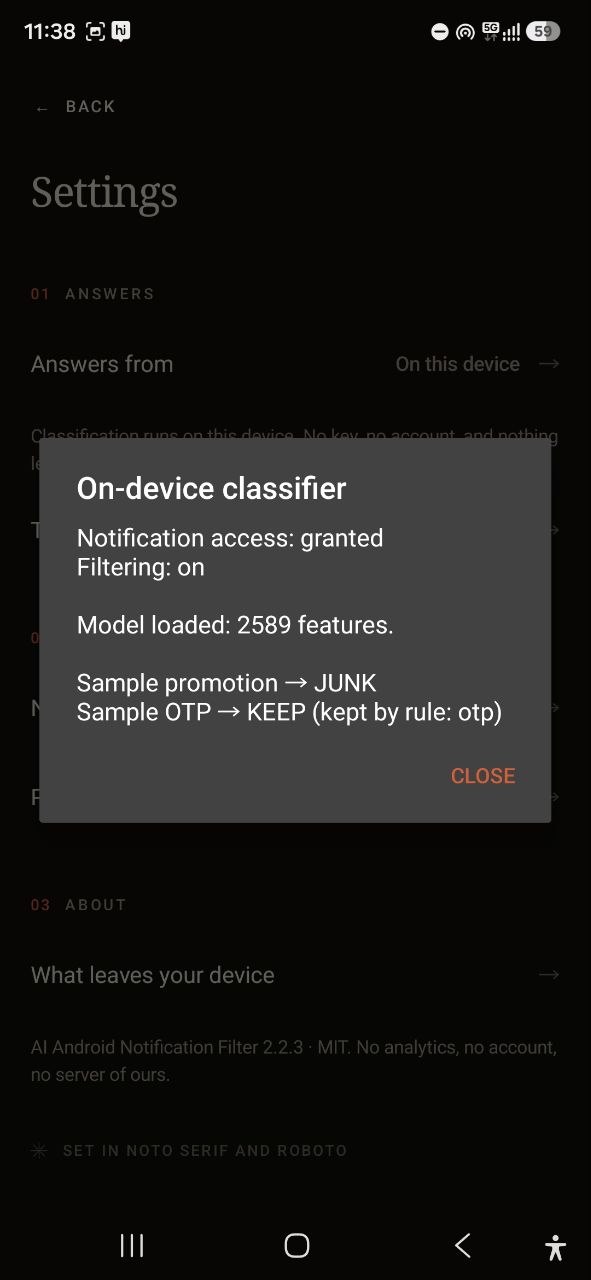 11:38 hi 5G 59
← BACK
Settings
01 ANSWERS
Answers from On this device →
Classification runs on this device. No key, no account, and nothing
On-device classifier
Notification access: granted
Filtering: on
Model loaded: 2589 features.
Sample promotion → JUNK
Sample OTP → KEEP (kept by rule: otp)
CLOSE
03 ABOUT
What leaves your device →
AI Android Notification Filter 2.2.3 · MIT. No analytics, no account,
no server of ours.
SET IN NOTO SERIF AND ROBOTO